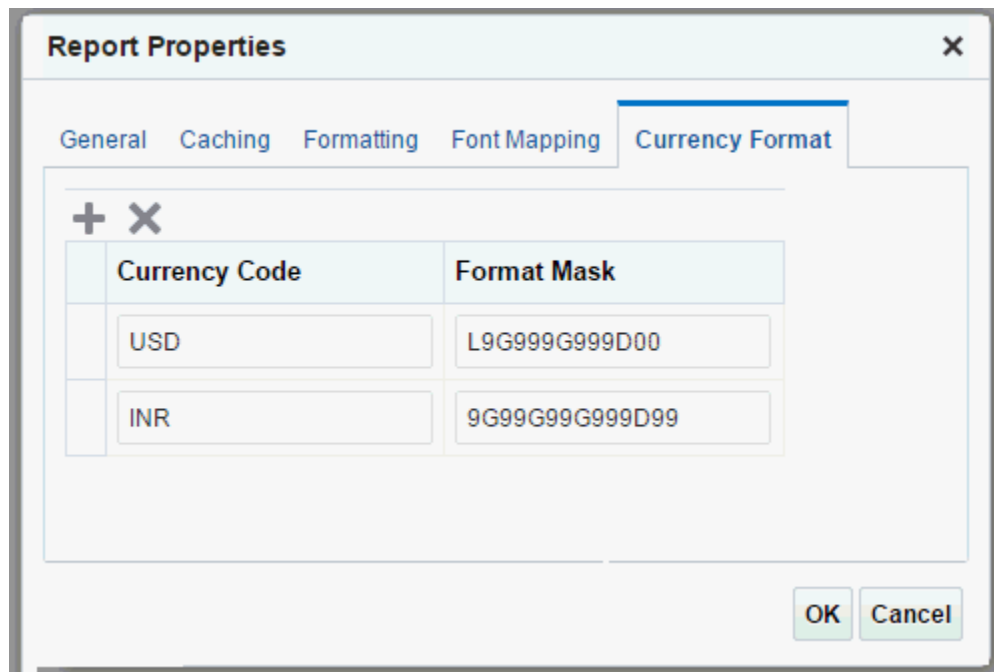 Report Properties
General Caching Formatting Font Mapping Currency Format
Currency Code Format Mask
USD L9G999G999D00
INR 9G99G99G999D99
OK Cancel